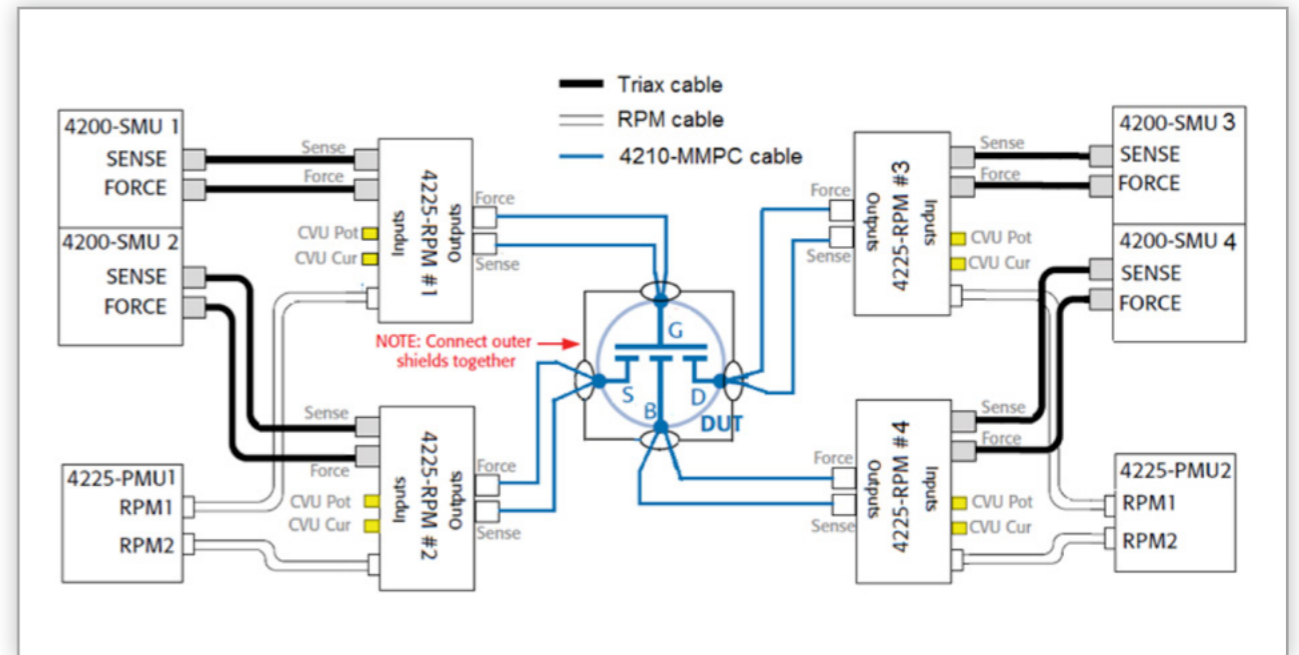 Triax cable
RPM cable
4210-MMPC cable
4200-SMU 1
SENSE
FORCE
4200-SMU 2
SENSE
FORCE
4225-PMU1
RPM1
RPM2
Sense
Force
CVU Pot
CVU Cur
Inputs
4225-RPM #1
Outputs
Force
Sense
NOTE: Connect outer
shields together
Sense
Force
CVU Pot
CVU Cur
Inputs
4225-RPM #2
Outputs
Force
Sense
G
S
D
B
DUT
Force
Sense
Outputs
4225-RPM #3
Inputs
Sense
Force
CVU Pot
CVU Cur
Force
Sense
Outputs
4225-RPM #4
Inputs
Sense
Force
CVU Pot
CVU Cur
4200-SMU 3
SENSE
FORCE
4200-SMU 4
SENSE
FORCE
4225-PMU2
RPM1
RPM2